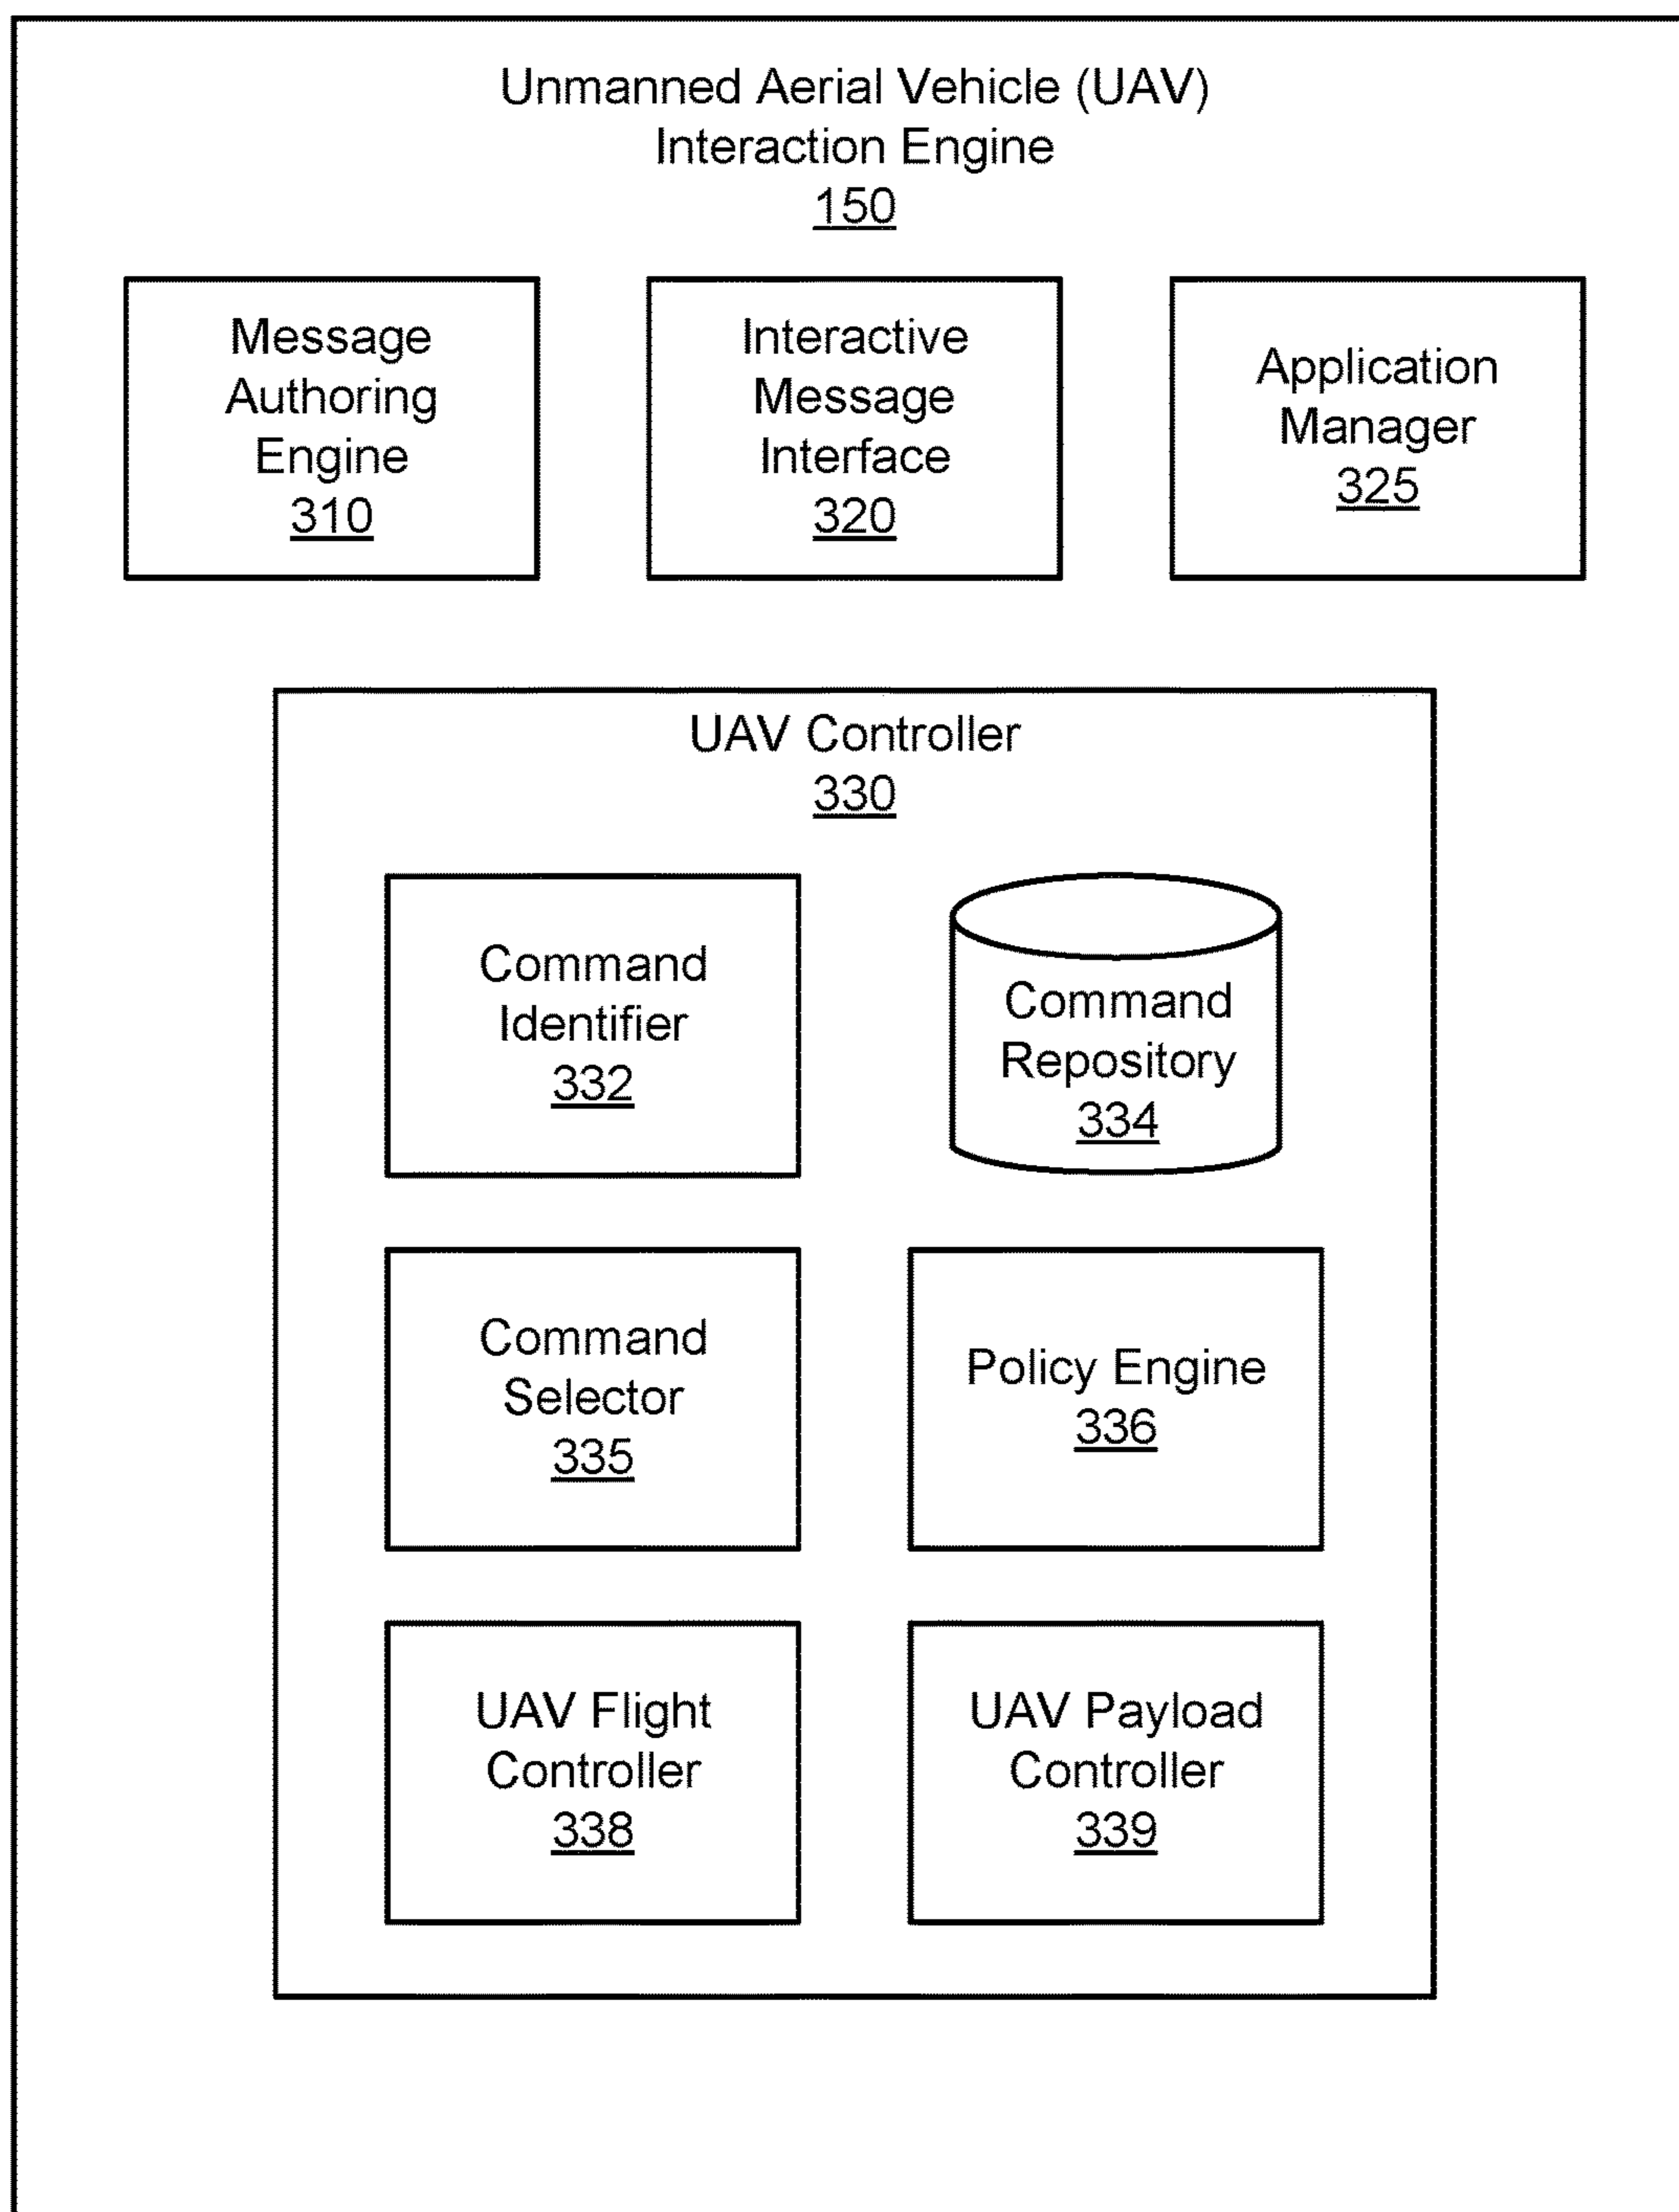 Unmanned Aerial Vehicle (UAV)
Interaction Engine
150
Message
Authoring
Engine
310
Interactive
Message
Interface
320
Application
Manager
325
UAV Controller
330
Command
Identifier
332
Command
Repository
334
Command
Selector
335
Policy Engine
336
UAV Flight
Controller
338
UAV Payload
Controller
339